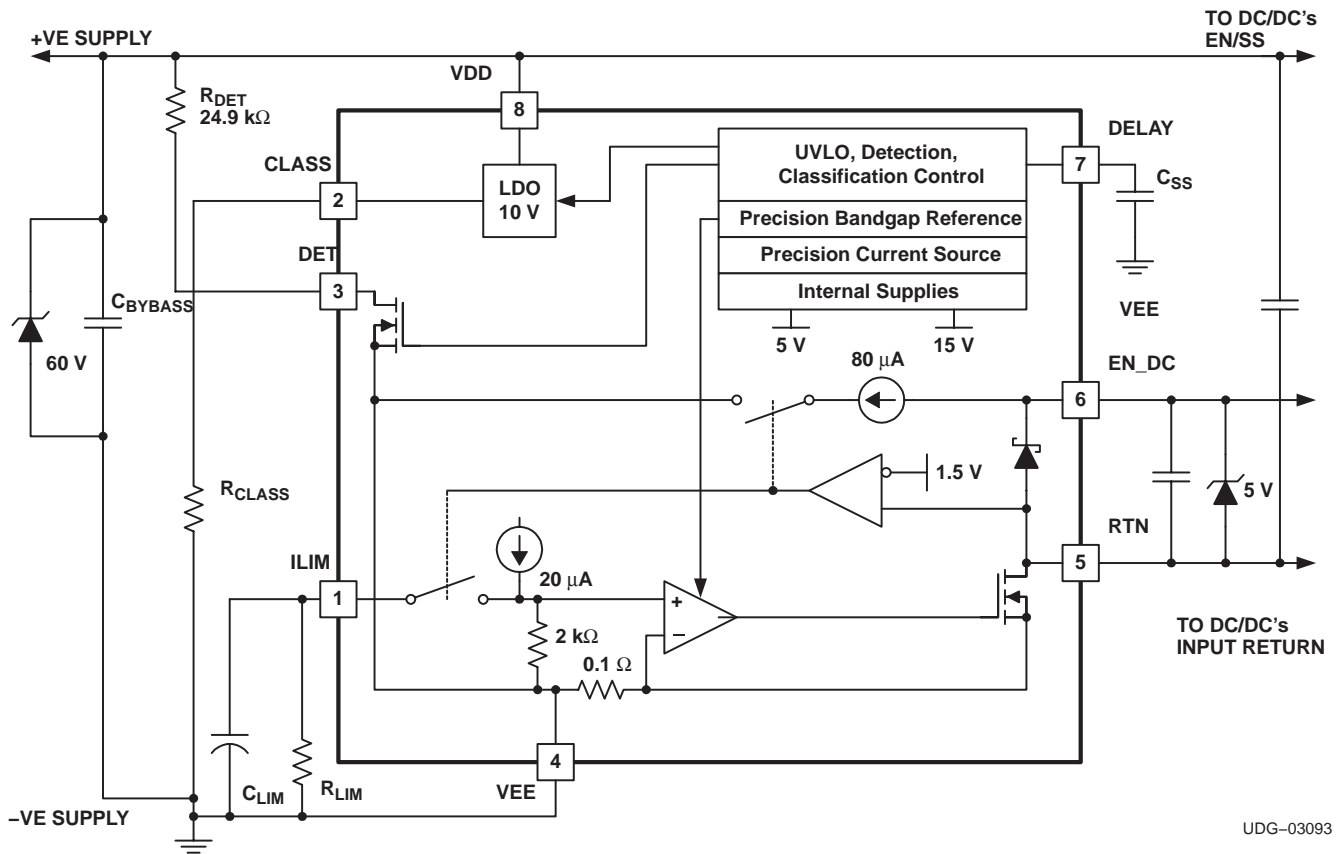 TO DC/DC's
EN/SS
+VE SUPPLY
VDD
8
RDET
24.9 kΩ
DELAY
UVLO, Detection,
Classification Control
7
CSS
CLASS
2
LDO
10 V
Precision Bandgap Reference
Precision Current Source
Internal Supplies
DET
3
CBYBASS
60 V
5 V
15 V
VEE
80 µA
EN_DC
6
1.5 V
5 V
RCLASS
RTN
5
ILIM
1
20 µA
+
–
2 kΩ
0.1 Ω
TO DC/DC's
INPUT RETURN
4
VEE
CLIM
RLIM
–VE SUPPLY
UDG–03093